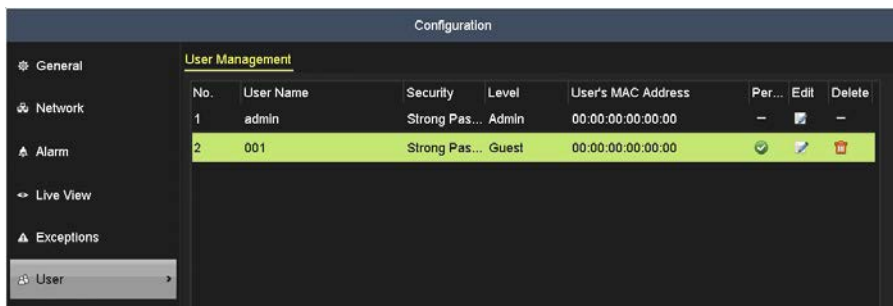 Configuration
General
Network
Alarm
Live View
Exceptions
User
User Management
No. User Name Security Level User's MAC Address Per... Edit Delete
1 admin Strong Pas... Admin 00:00:00:00:00:00 –
2 001 Strong Pas... Guest 00:00:00:00:00:00